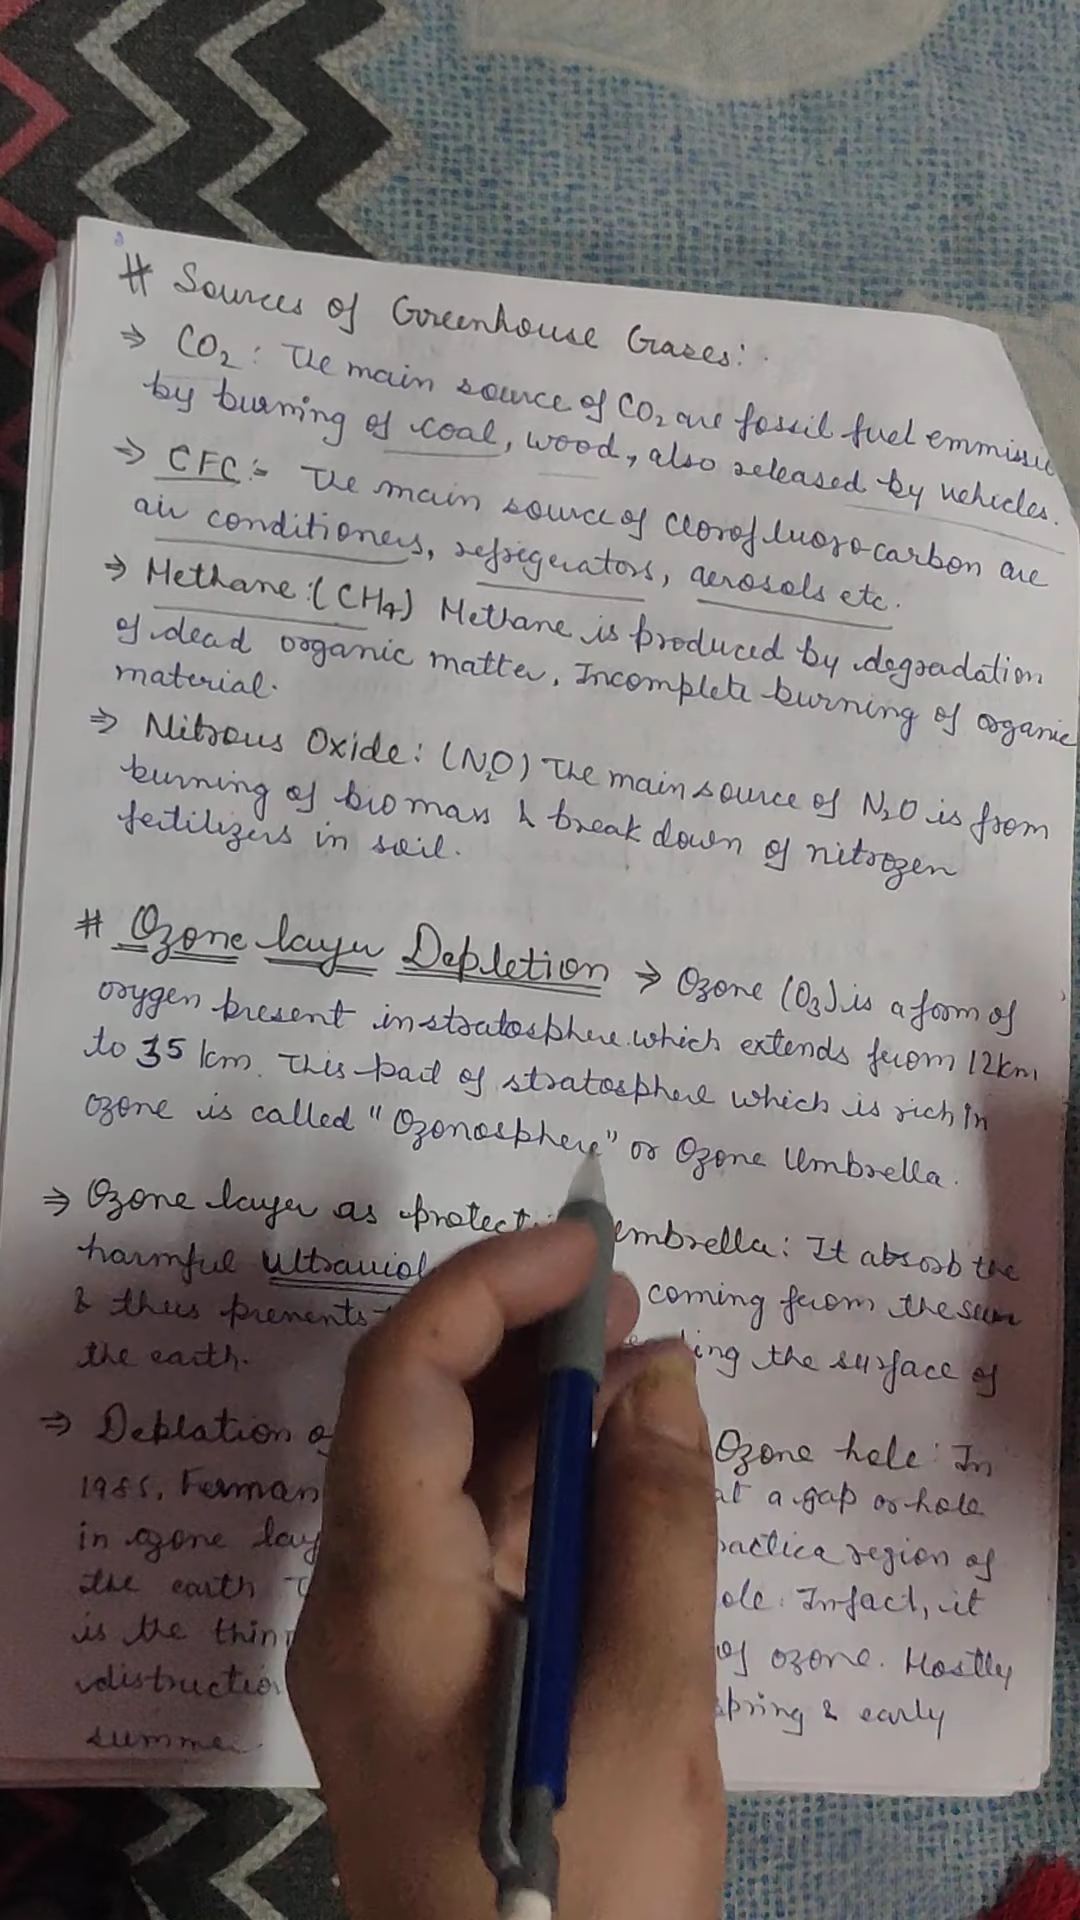 # Sources of Greenhouse Gases:
⇒ CO2: The main source of CO2 are fossil fuel emmissi
by burning of coal, wood, also released by vehicles.
⇒ CFC:- The main source of clorofluoro-carbon are
air conditioners, refrigerators, aerosols etc.
⇒ Methane:(CH4) Methane is produced by degradation
of dead organic matter, Incomplete burning of organic
material.
⇒ Nitrous Oxide: (N2O) The main source of N2O is from
burning of biomass & break down of nitrogen
fertilizers in soil.
# Ozone layer Depletion ⇒ Ozone (O3) is a form of
oxygen present in stratosphere which extends from 12km
to 35 km. This part of stratosphere which is rich in
ozone is called "Ozonosphere" or Ozone Umbrella.
⇒ Ozone layer as protect umbrella: It absorb the
harmful ultraviol coming from the sun
& thus prevents ing the surface of
the earth.
⇒ Deplation of Ozone hole: In
1985, Ferman at a gap or hole
in ozone lay actica region of
the earth ole. Infact, it
is the thin of ozone. Mostly
distructio spring & early
summer.